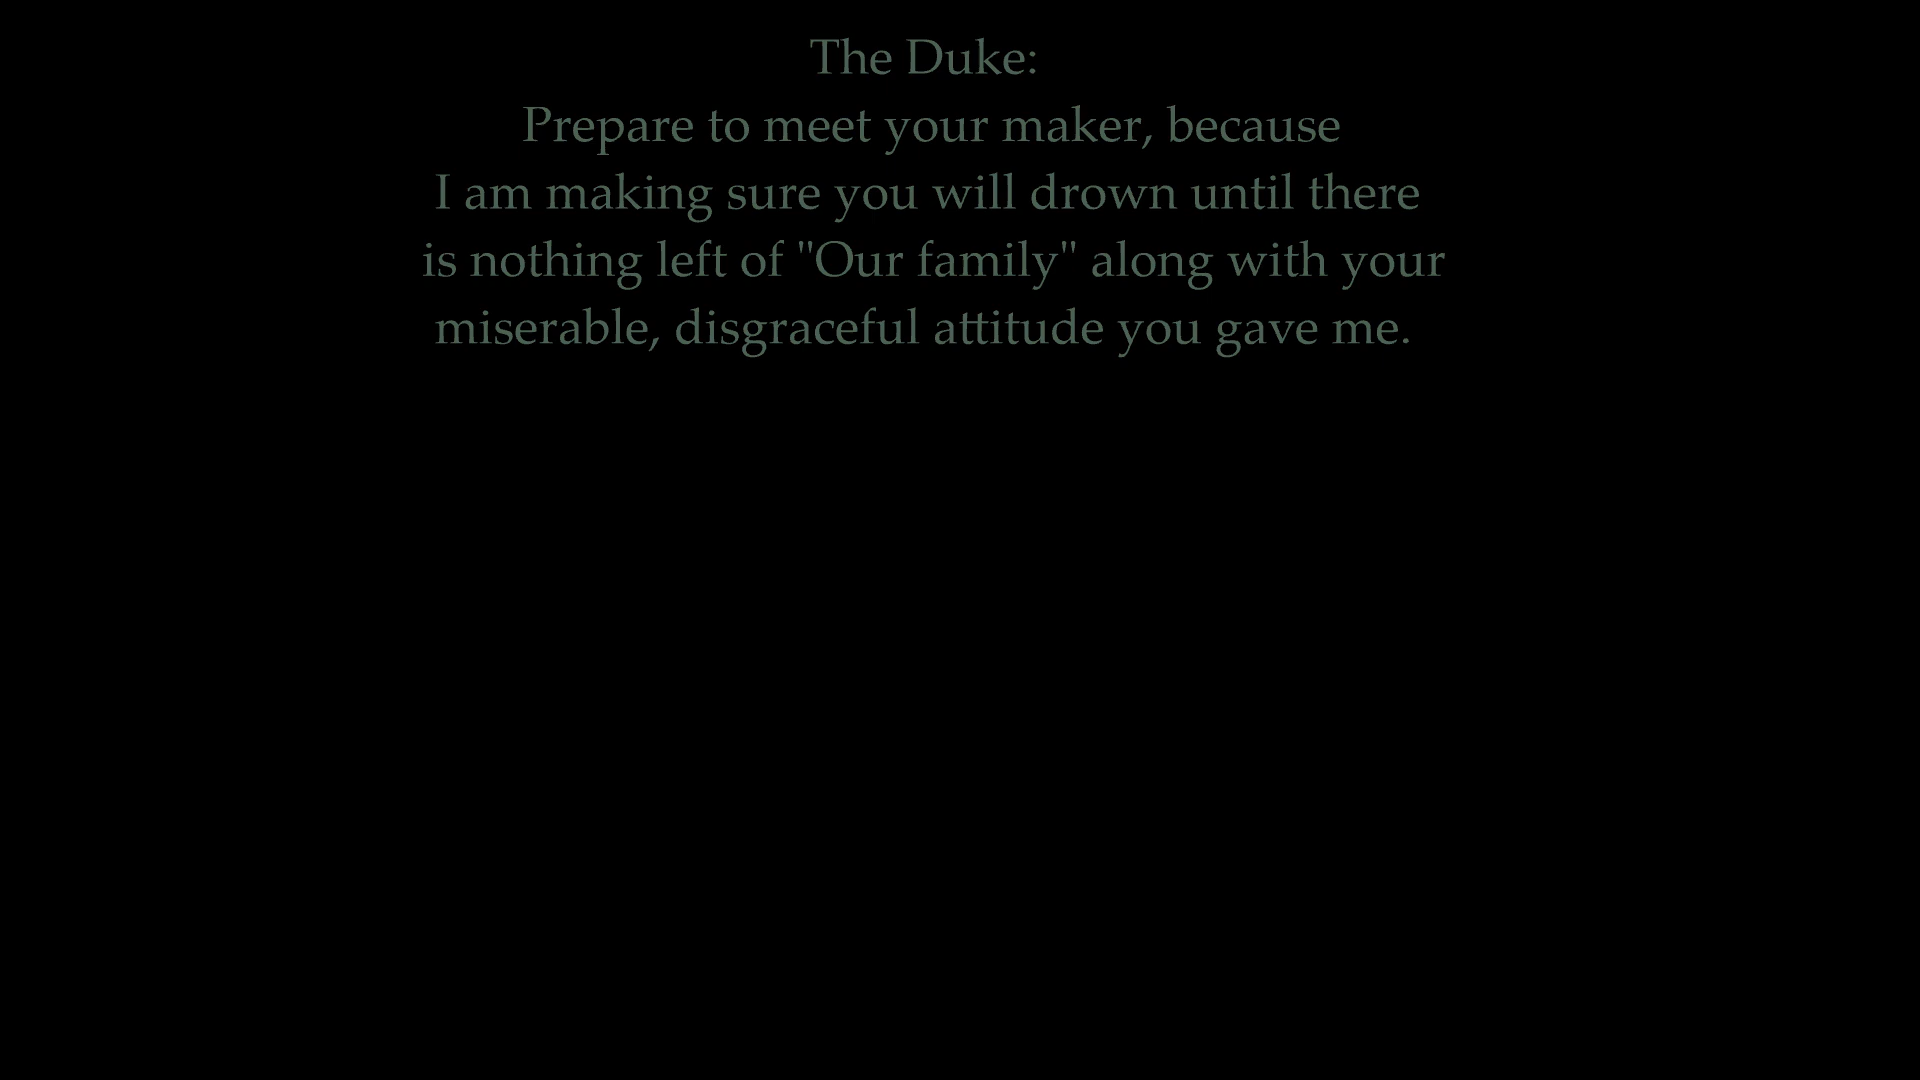 The Duke:
Prepare to meet your maker, because
I am making sure you will drown until there
is nothing left of "Our family" along with your
miserable, disgraceful attitude you gave me.